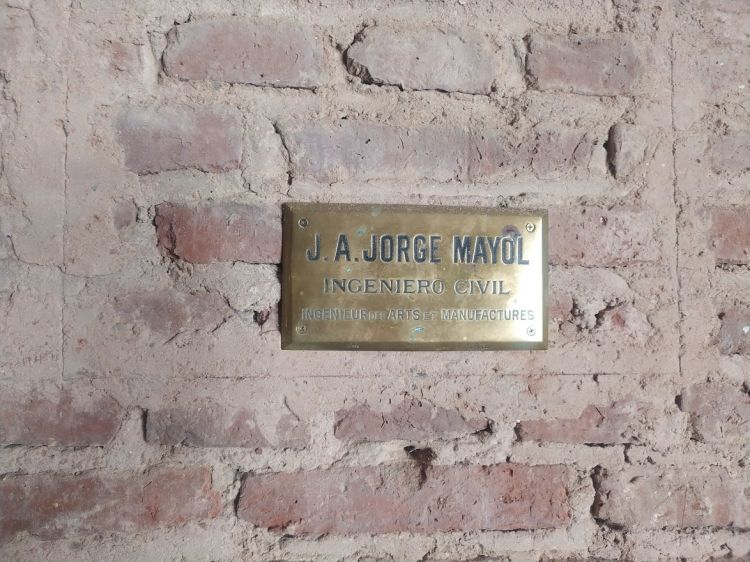 J. A. JORGE MAYOL
INGENIERO CIVIL
INGENIEUR DES ARTS ET MANUFACTURES